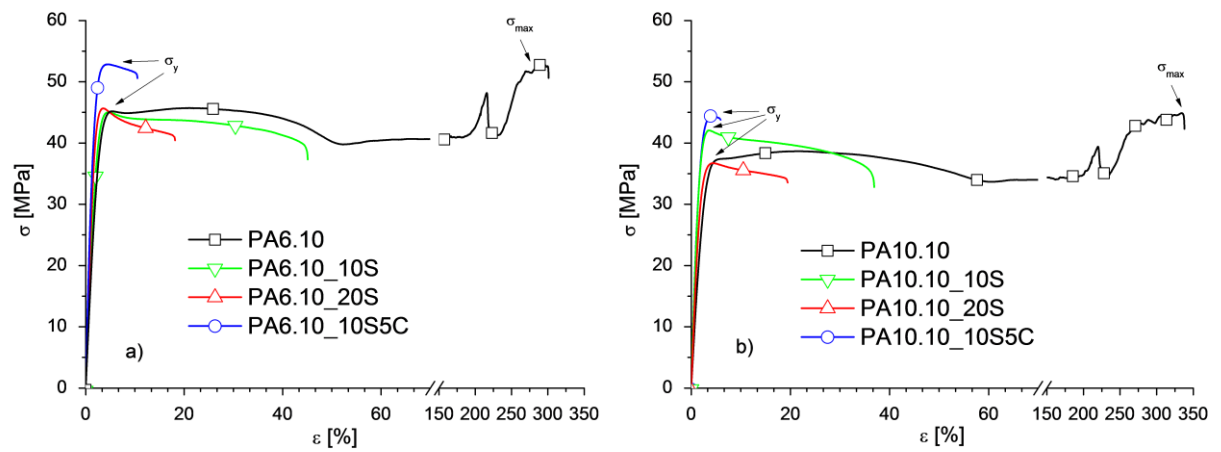 60
50
40
30
20
10
0
σ [MPa]
σmax
σy
PA6.10
PA6.10_10S
PA6.10_20S
PA6.10_10S5C
a)
0 20 40 60 150 200 250 300 350
ε [%]
60
50
40
30
20
10
0
σ [MPa]
σmax
σy
PA10.10
PA10.10_10S
PA10.10_20S
PA10.10_10S5C
b)
0 20 40 60 150 200 250 300 350
ε [%]